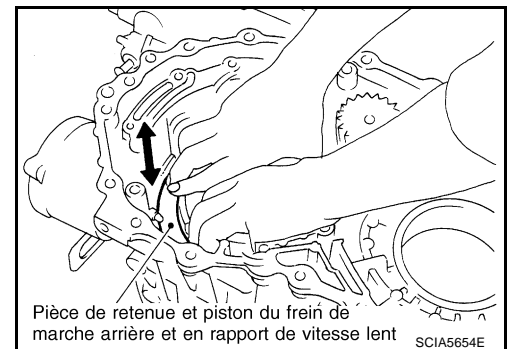 Pièce de retenue et piston du frein de
marche arrière et en rapport de vitesse lent
SCIA5654E